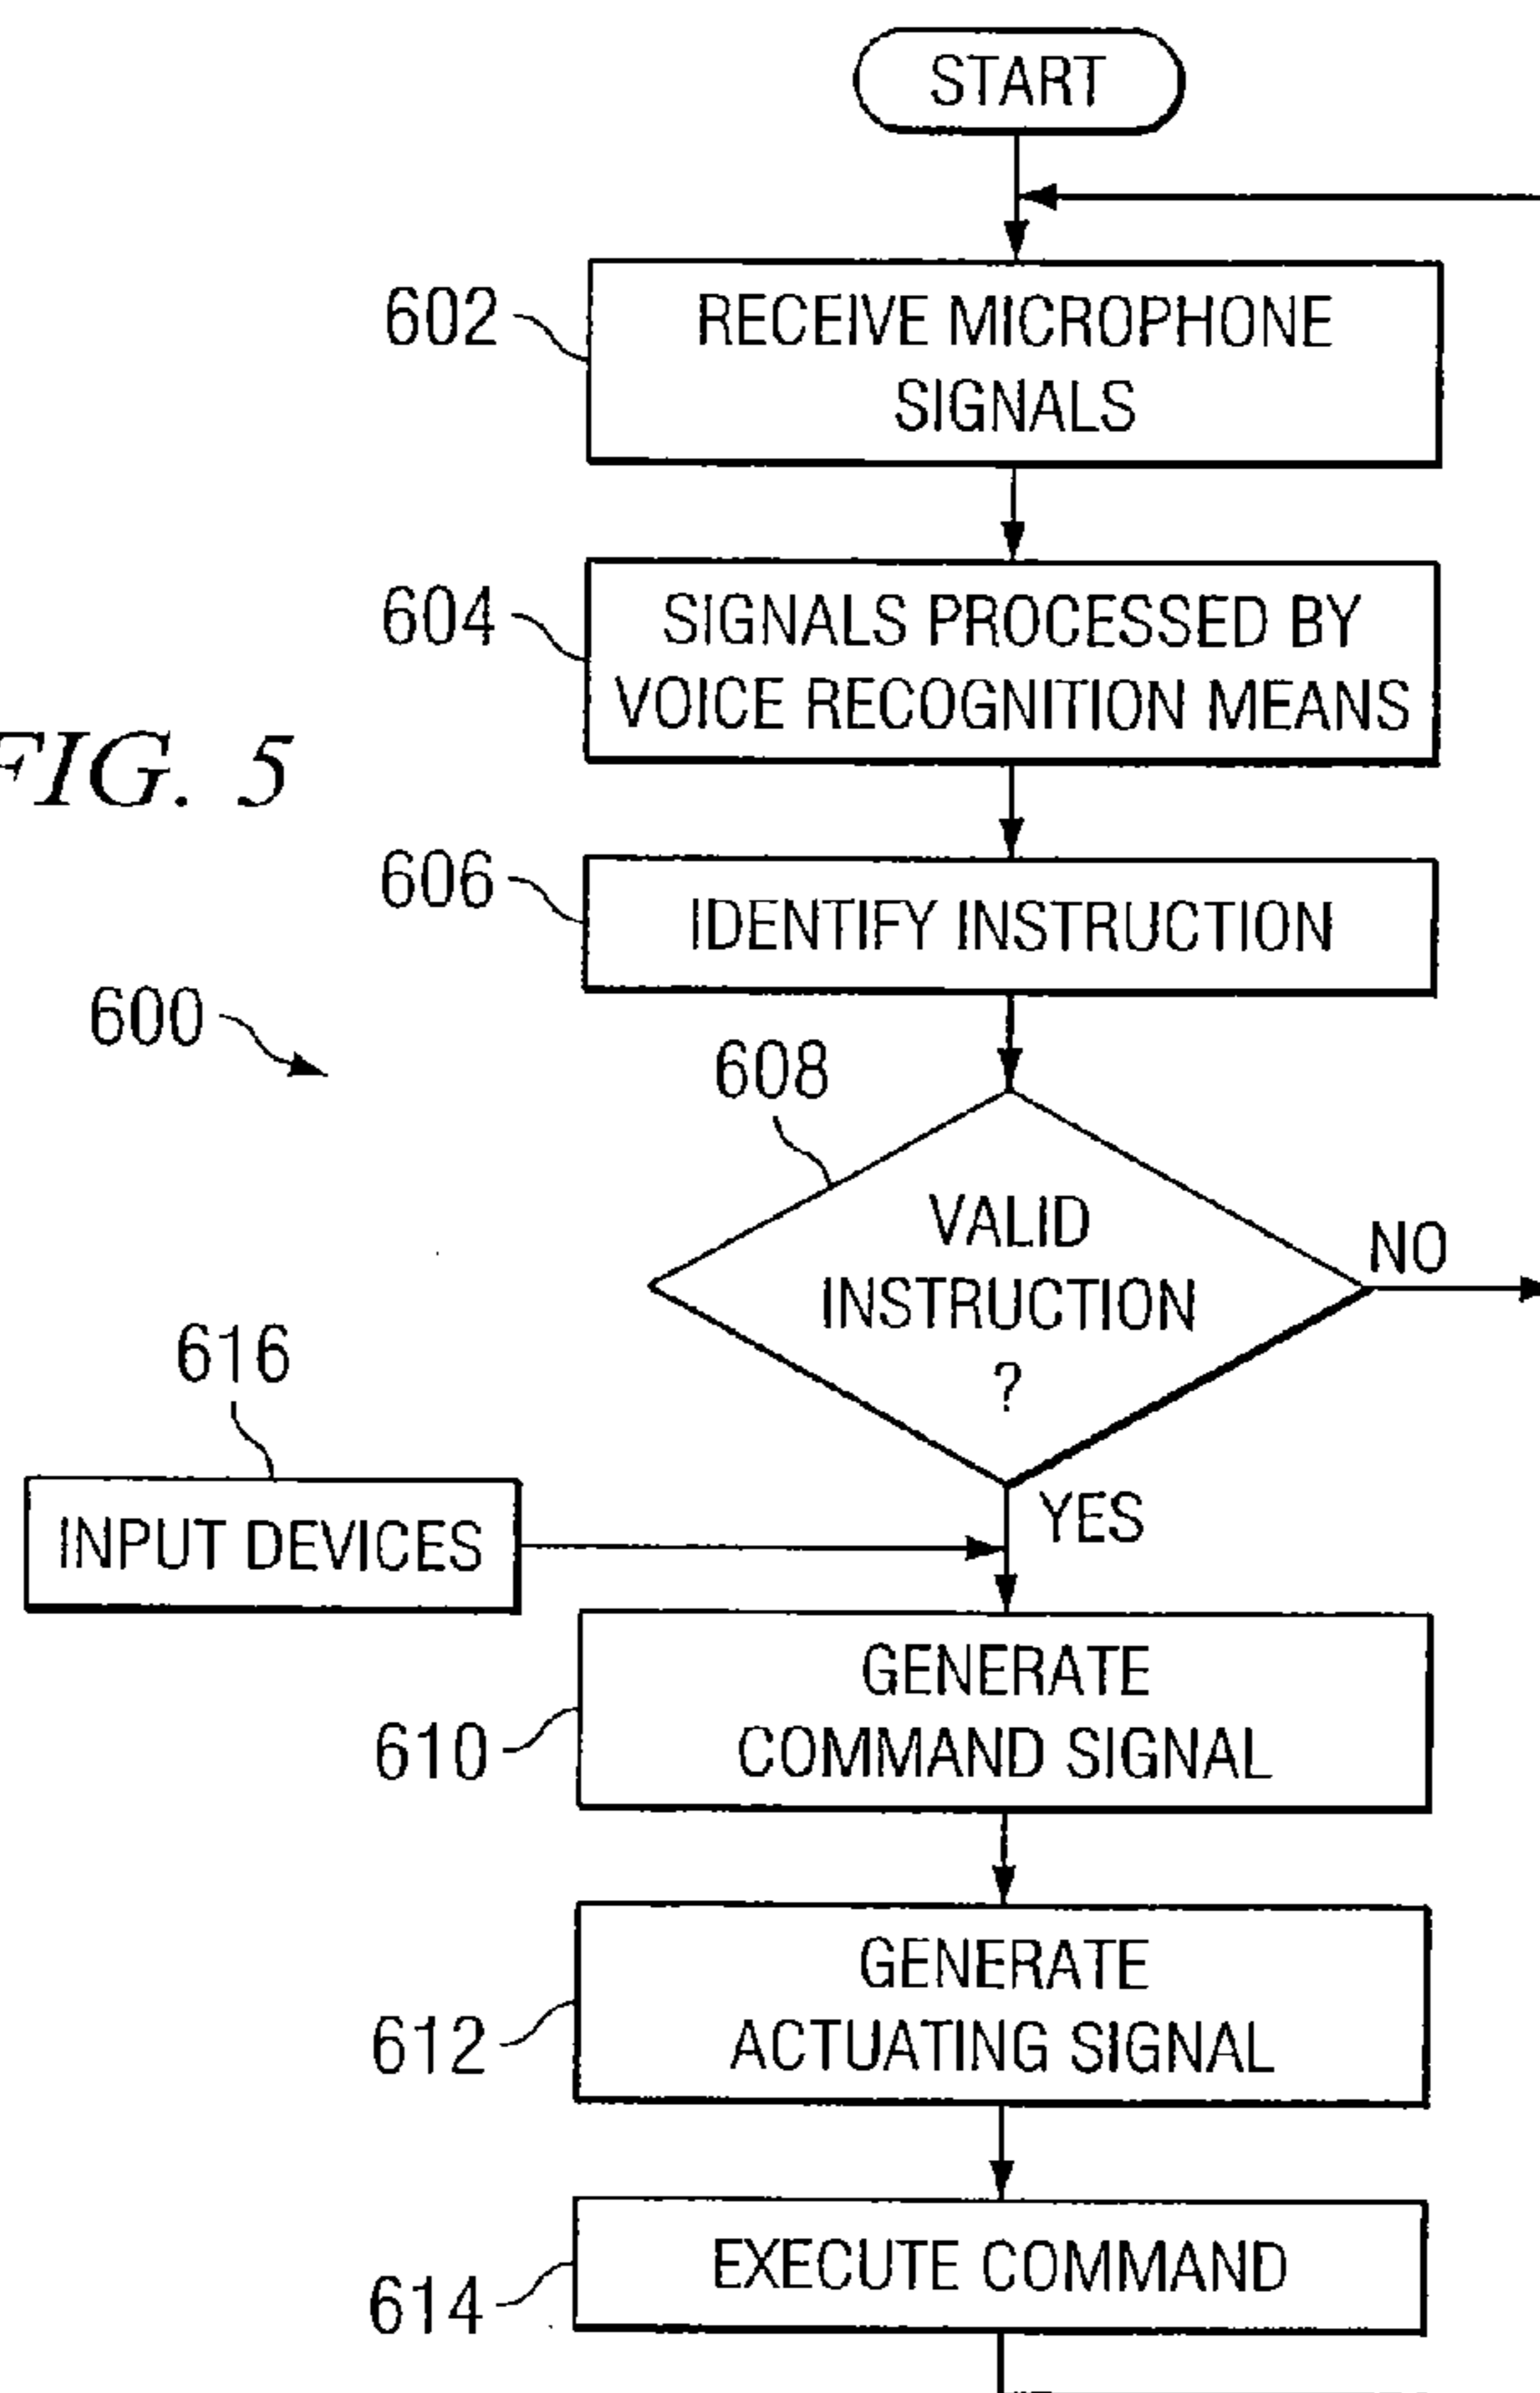 START
602
RECEIVE MICROPHONE
SIGNALS
604
SIGNALS PROCESSED BY
VOICE RECOGNITION MEANS
FIG. 5
606
IDENTIFY INSTRUCTION
600
608
VALID
INSTRUCTION
?
NO
616
INPUT DEVICES
YES
GENERATE
COMMAND SIGNAL
610
GENERATE
ACTUATING SIGNAL
612
EXECUTE COMMAND
614